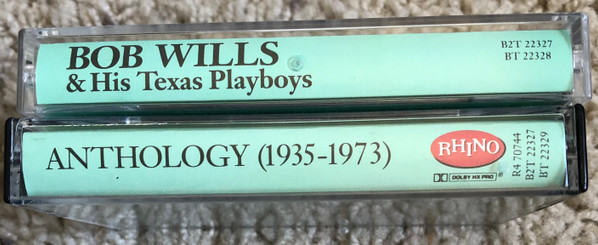 BOB WILLS
& His Texas Playboys
B2T 22327
BT 22328
ANTHOLOGY (1935-1973)
RHINO
DOLBY HX PRO
R4 70744
B2T 22327
BT 22329